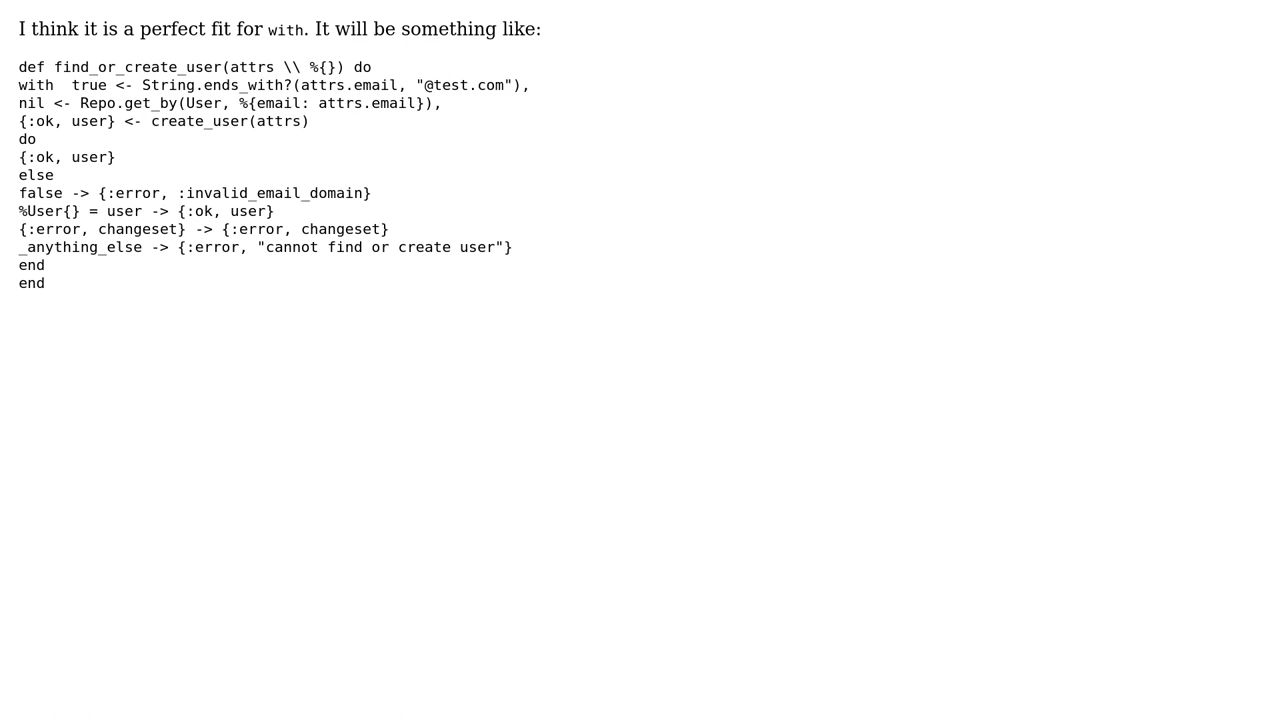 I think it is a perfect fit for with. It will be something like:
def find_or_create_user(attrs \\ %{}) do
with  true <- String.ends_with?(attrs.email, "@test.com"),
nil <- Repo.get_by(User, %{email: attrs.email}),
{:ok, user} <- create_user(attrs)
do
{:ok, user}
else
false -> {:error, :invalid_email_domain}
%User{} = user -> {:ok, user}
{:error, changeset} -> {:error, changeset}
_anything_else -> {:error, "cannot find or create user"}
end
end